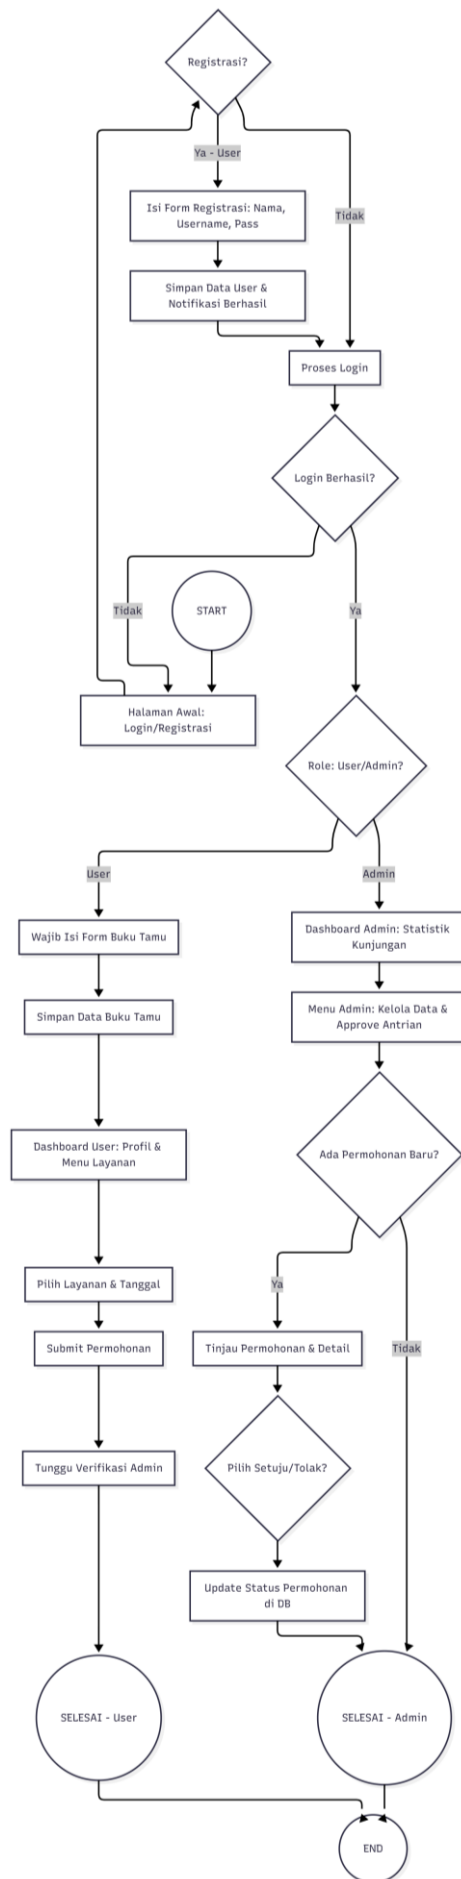 Registrasi?
Ya - User
Isi Form Registrasi: Nama,
Username, Pass
Tidak
Simpan Data User &
Notifikasi Berhasil
Proses Login
Login Berhasil?
Tidak
START
Ya
Halaman Awal:
Login/Registrasi
Role: User/Admin?
User
Admin
Wajib Isi Form Buku Tamu
Dashboard Admin: Statistik
Kunjungan
Simpan Data Buku Tamu
Menu Admin: Kelola Data &
Approve Antrian
Dashboard User: Profil &
Menu Layanan
Ada Permohonan Baru?
Pilih Layanan & Tanggal
Ya
Submit Permohonan
Tinjau Permohonan & Detail
Tidak
Tunggu Verifikasi Admin
Pilih Setuju/Tolak?
Update Status Permohonan
di DB
SELESAI - User
SELESAI - Admin
END